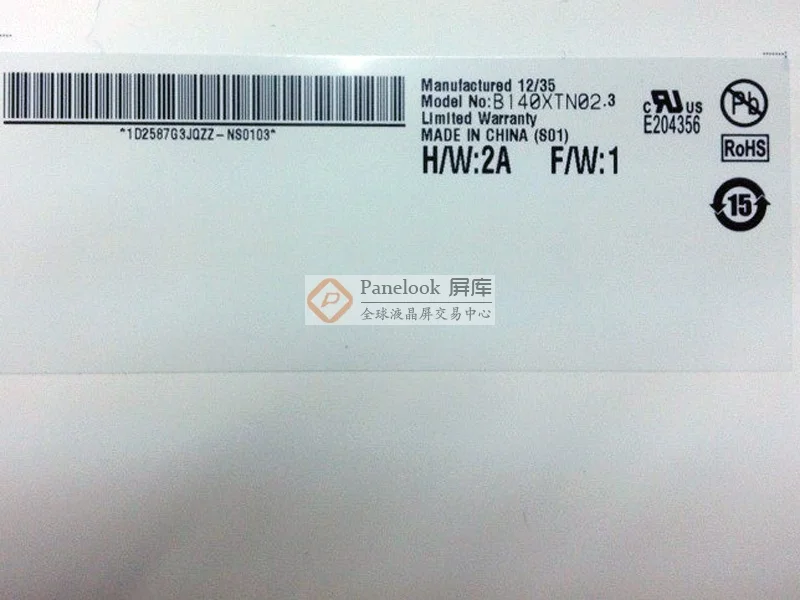 *1D2587G3JQZZ-NS0103*
Manufactured 12/35
Model No:B140XTN02.3
Limited Warranty
MADE IN CHINA (S01)
H/W:2A F/W:1
c RU US
E204356
Pb
RoHS
15
Panelook 屏库
全球液晶屏交易中心